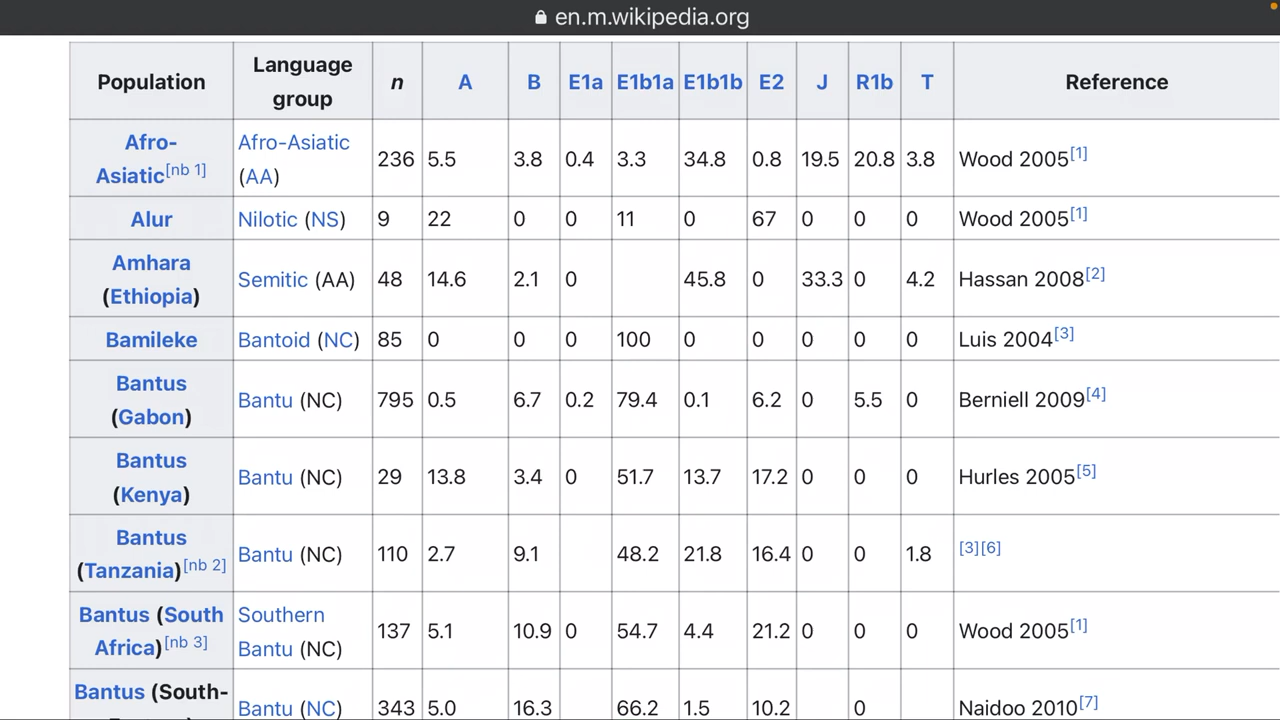 en.m.wikipedia.org
Population Language group n A B E1a E1b1a E1b1b E2 J R1b T Reference
Afro-Asiatic[nb 1] Afro-Asiatic (AA) 236 5.5 3.8 0.4 3.3 34.8 0.8 19.5 20.8 3.8 Wood 2005[1]
Alur Nilotic (NS) 9 22 0 0 11 0 67 0 0 0 Wood 2005[1]
Amhara (Ethiopia) Semitic (AA) 48 14.6 2.1 0 45.8 0 33.3 0 4.2 Hassan 2008[2]
Bamileke Bantoid (NC) 85 0 0 0 100 0 0 0 0 0 Luis 2004[3]
Bantus (Gabon) Bantu (NC) 795 0.5 6.7 0.2 79.4 0.1 6.2 0 5.5 0 Berniell 2009[4]
Bantus (Kenya) Bantu (NC) 29 13.8 3.4 0 51.7 13.7 17.2 0 0 0 Hurles 2005[5]
Bantus (Tanzania)[nb 2] Bantu (NC) 110 2.7 9.1 48.2 21.8 16.4 0 0 1.8 [3][6]
Bantus (South Africa)[nb 3] Southern Bantu (NC) 137 5.1 10.9 0 54.7 4.4 21.2 0 0 0 Wood 2005[1]
Bantus (South- Bantu (NC) 343 5.0 16.3 66.2 1.5 10.2 0 Naidoo 2010[7]